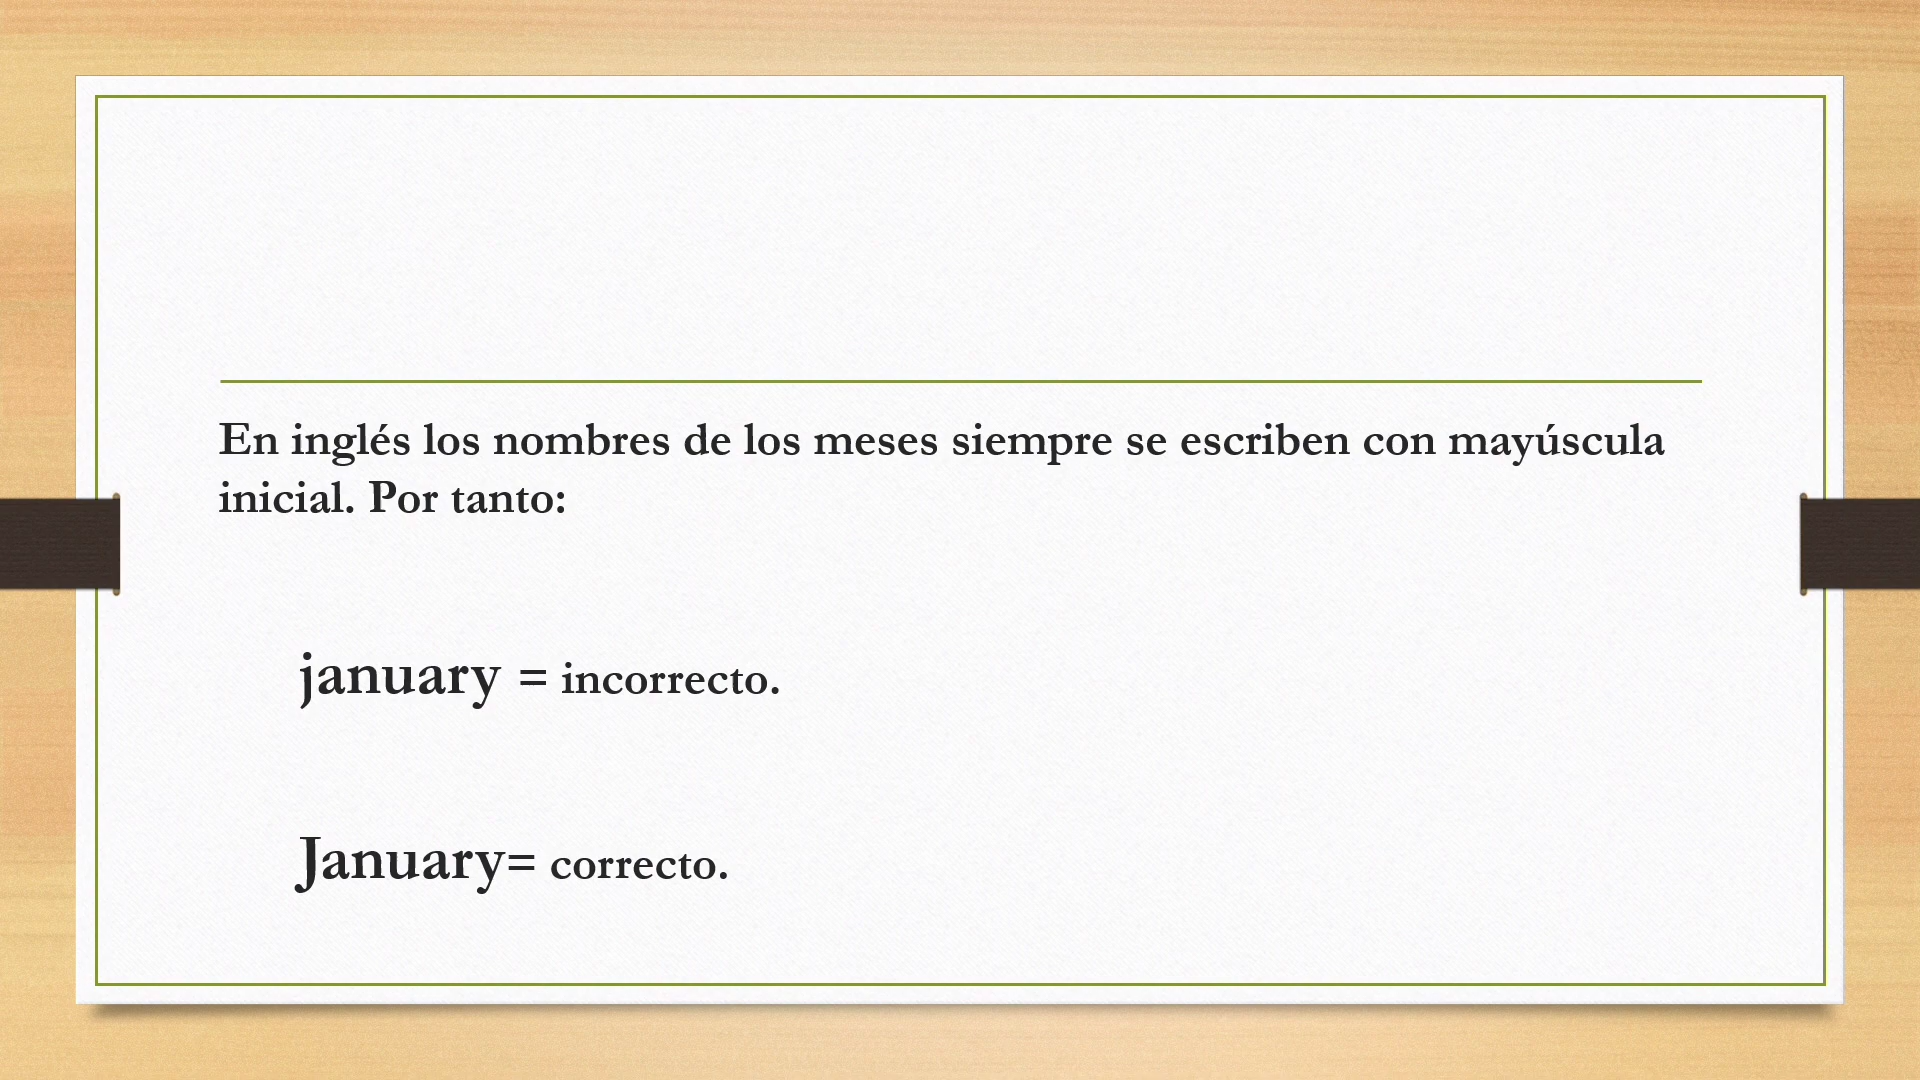 En inglés los nombres de los meses siempre se escriben con mayúscula
inicial. Por tanto:
january = incorrecto.
January= correcto.